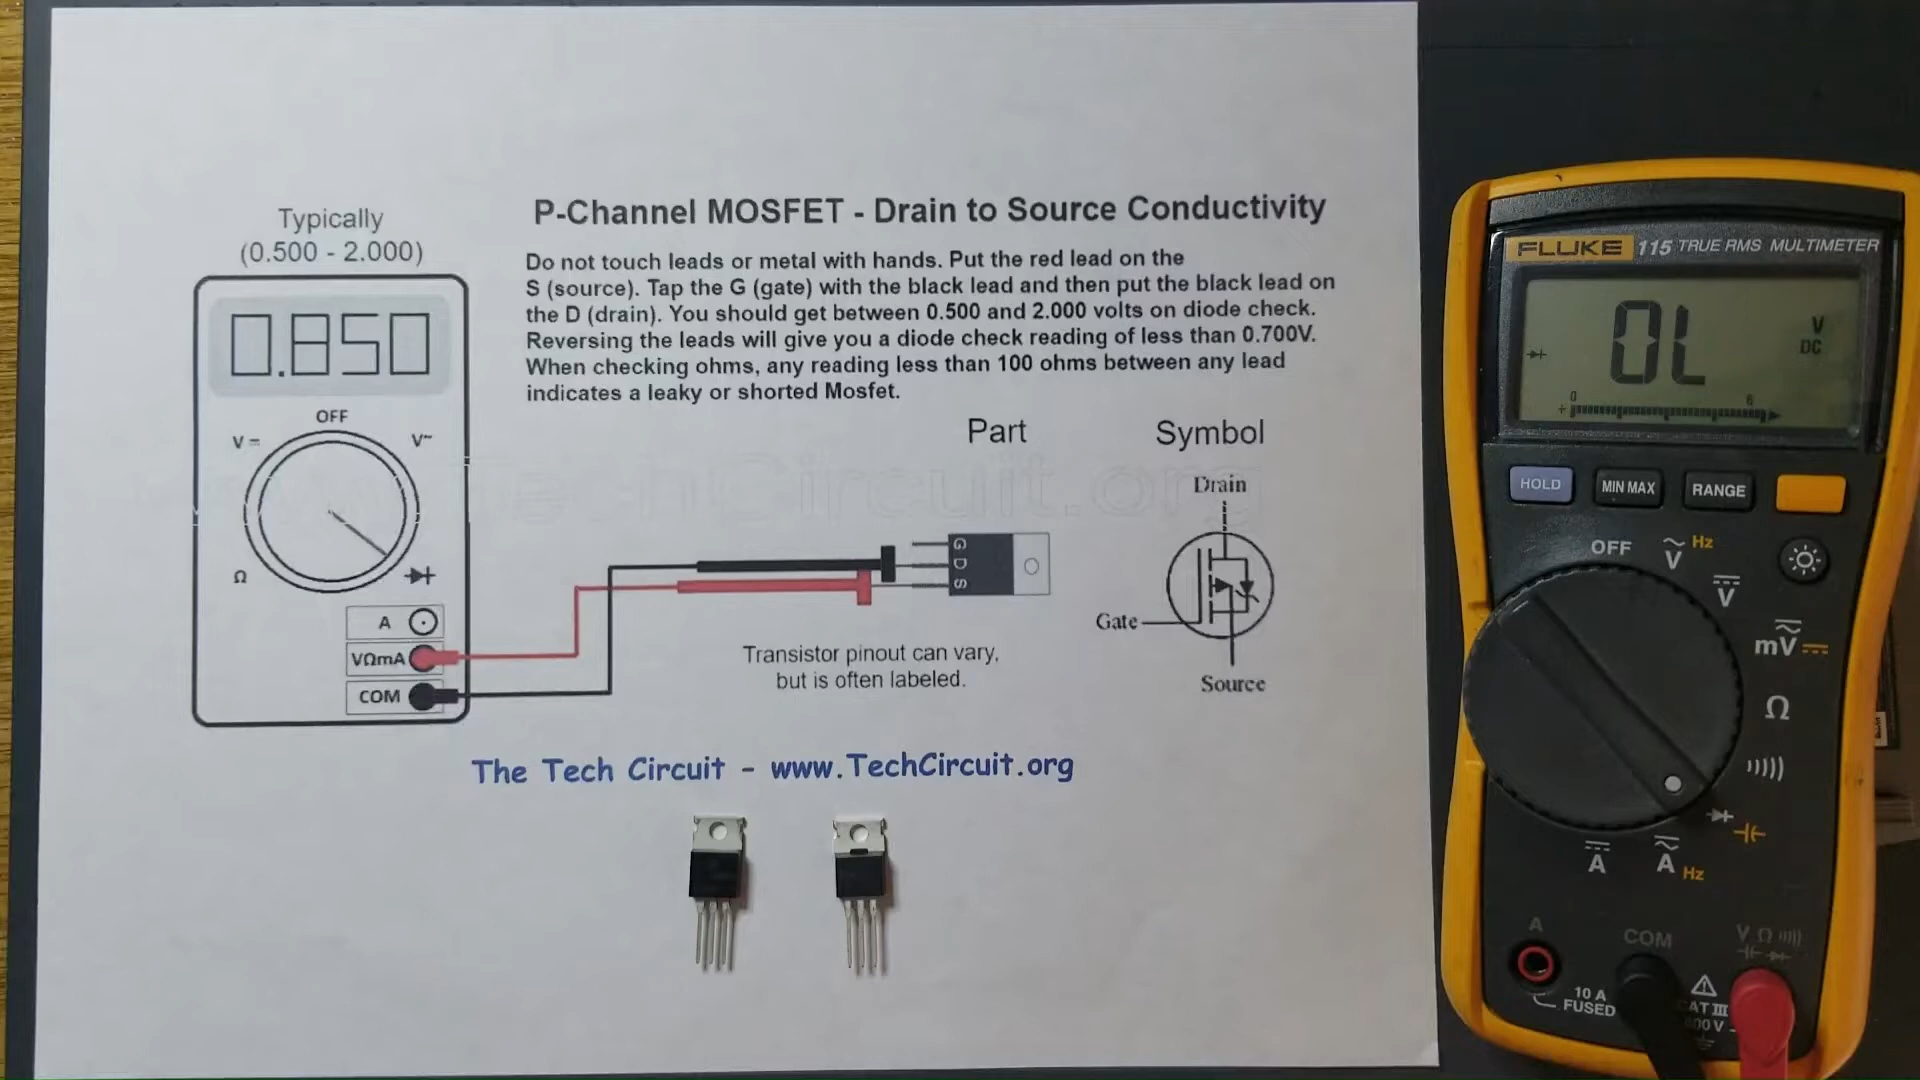 Typically
(0.500 - 2.000)
0.850
OFF
V =
V~
Ω
A
VΩmA
COM
P-Channel MOSFET - Drain to Source Conductivity
Do not touch leads or metal with hands. Put the red lead on the
S (source). Tap the G (gate) with the black lead and then put the black lead on
the D (drain). You should get between 0.500 and 2.000 volts on diode check.
Reversing the leads will give you a diode check reading of less than 0.700V.
When checking ohms, any reading less than 100 ohms between any lead
indicates a leaky or shorted Mosfet.
Part
Symbol
G
D
S
Drain
Gate
Source
Transistor pinout can vary,
but is often labeled.
www.TechCircuit.org
The Tech Circuit - www.TechCircuit.org
FLUKE 115 TRUE RMS MULTIMETER
OL
V
DC
0
6
HOLD
MIN MAX
RANGE
OFF
Hz
V
V
mV
Ω
A
A
Hz
A
COM
V Ω
10 A
FUSED
CAT III
600 V